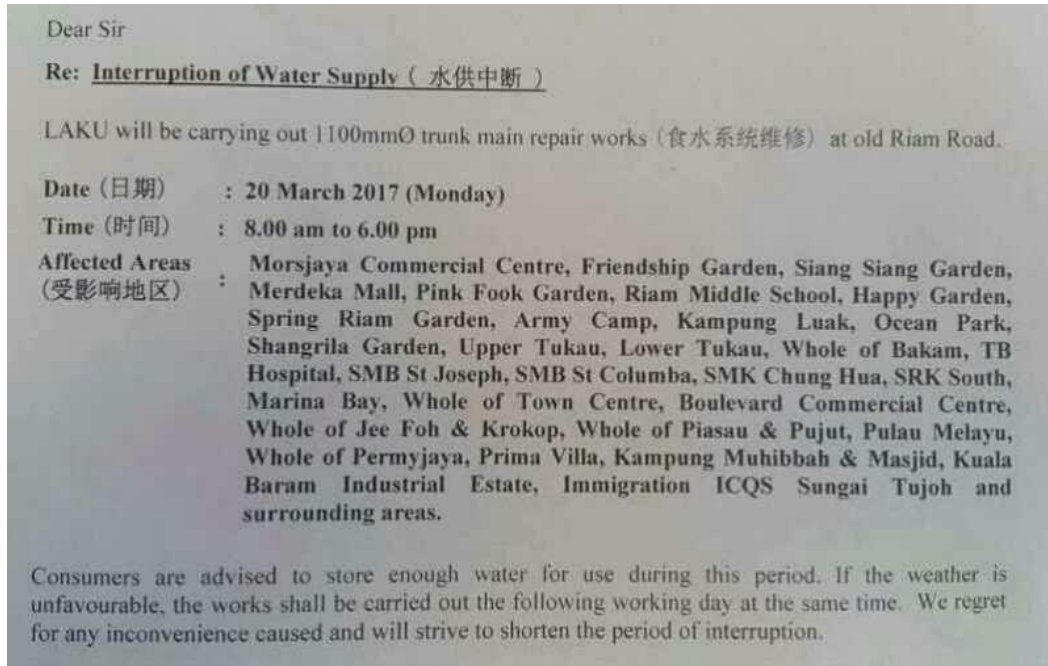 Dear Sir
Re: Interruption of Water Supply ( 水供中断 )
LAKU will be carrying out 1100mmØ trunk main repair works (食水系统维修) at old Riam Road.
Date (日期) : 20 March 2017 (Monday)
Time (时间) : 8.00 am to 6.00 pm
Affected Areas (受影响地区) : Morsjaya Commercial Centre, Friendship Garden, Siang Siang Garden,
Merdeka Mall, Pink Fook Garden, Riam Middle School, Happy Garden,
Spring Riam Garden, Army Camp, Kampung Luak, Ocean Park,
Shangrila Garden, Upper Tukau, Lower Tukau, Whole of Bakam, TB
Hospital, SMB St Joseph, SMB St Columba, SMK Chung Hua, SRK South,
Marina Bay, Whole of Town Centre, Boulevard Commercial Centre,
Whole of Jee Foh & Krokop, Whole of Piasau & Pujut, Pulau Melayu,
Whole of Permyjaya, Prima Villa, Kampung Muhibbah & Masjid, Kuala
Baram Industrial Estate, Immigration ICQS Sungai Tujoh and
surrounding areas.
Consumers are advised to store enough water for use during this period. If the weather is
unfavourable, the works shall be carried out the following working day at the same time. We regret
for any inconvenience caused and will strive to shorten the period of interruption.